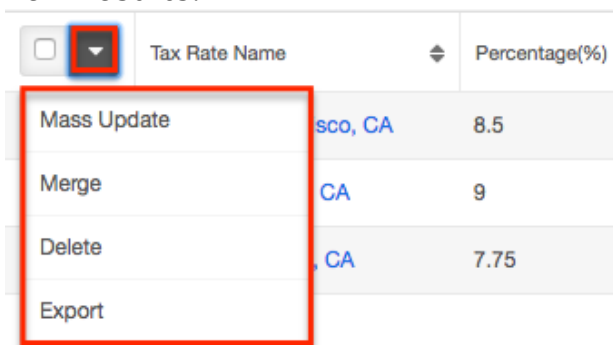 Tax Rate Name Percentage(%)
Mass Update sco, CA 8.5
Merge CA 9
Delete , CA 7.75
Export